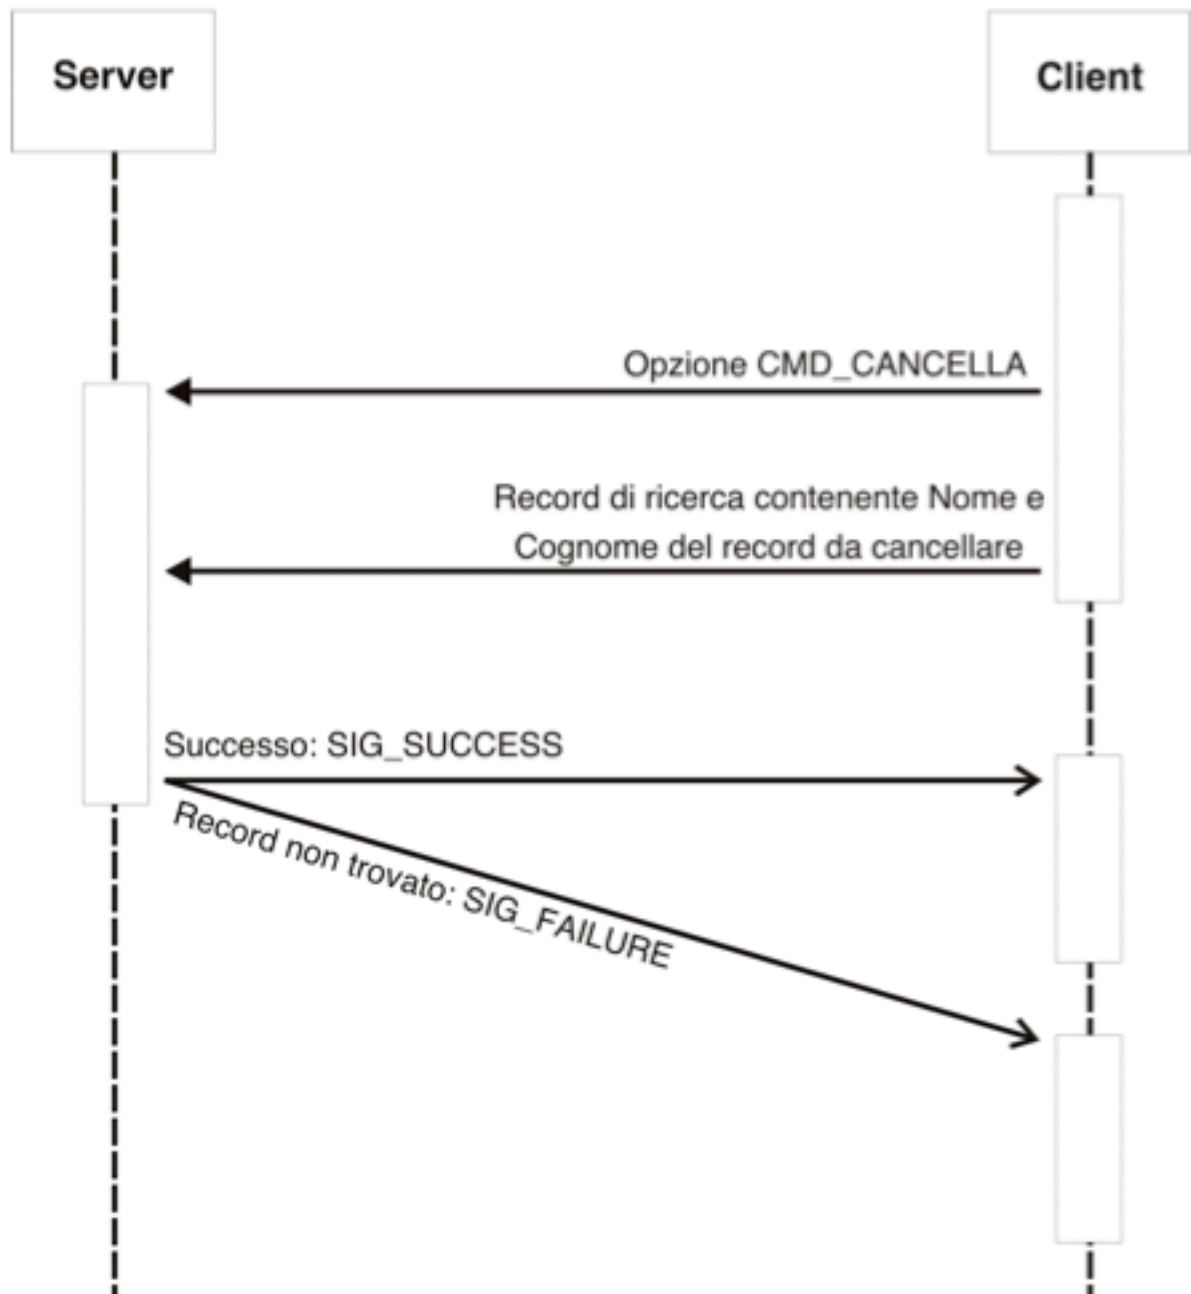 Server
Client
Opzione CMD_CANCELLA
Record di ricerca contenente Nome e
Cognome del record da cancellare
Successo: SIG_SUCCESS
Record non trovato: SIG_FAILURE